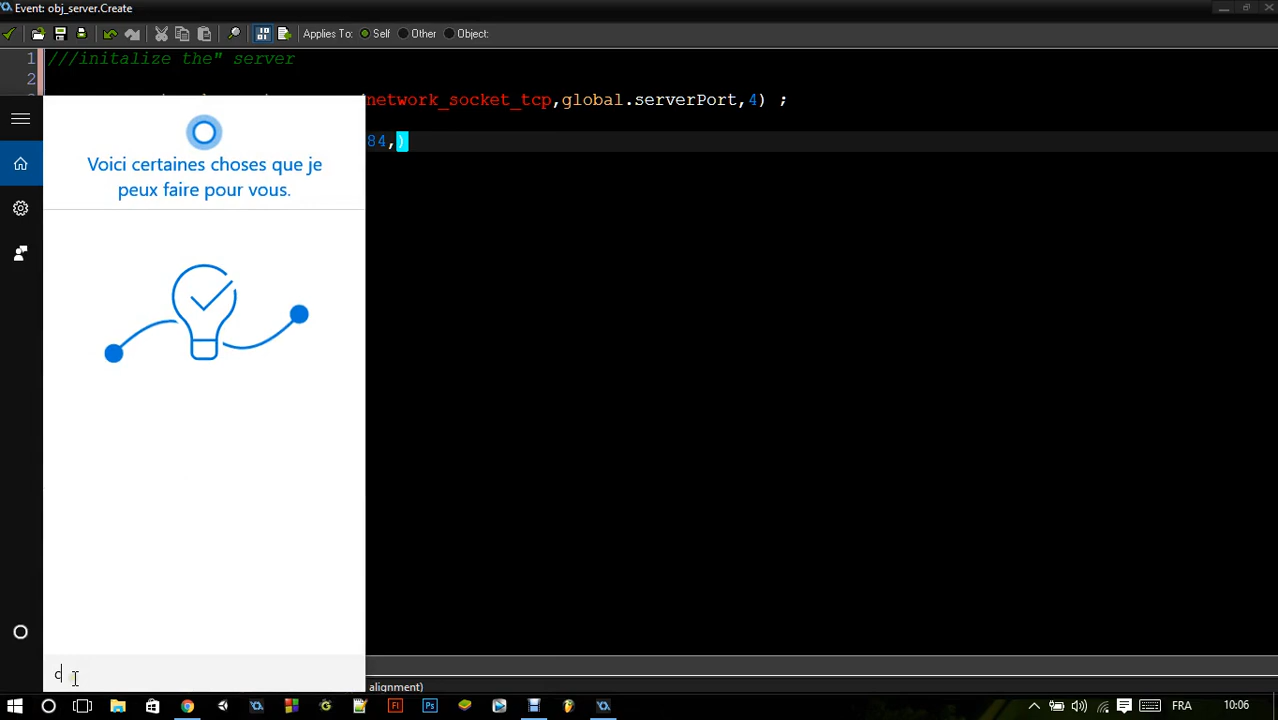 Event: obj_server.Create
Applies To: Self Other Object:
1 ///initalize the" server
2
network_socket_tcp,global.serverPort,4) ;
84,)
Voici certaines choses que je
peux faire pour vous.
c
alignment)
FRA
10:06